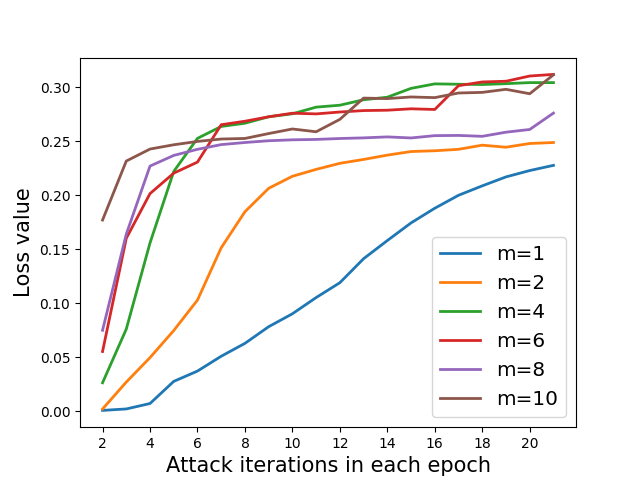 0.30
0.25
0.20
0.15
0.10
0.05
0.00
Loss value
2 4 6 8 10 12 14 16 18 20
Attack iterations in each epoch
m=1
m=2
m=4
m=6
m=8
m=10